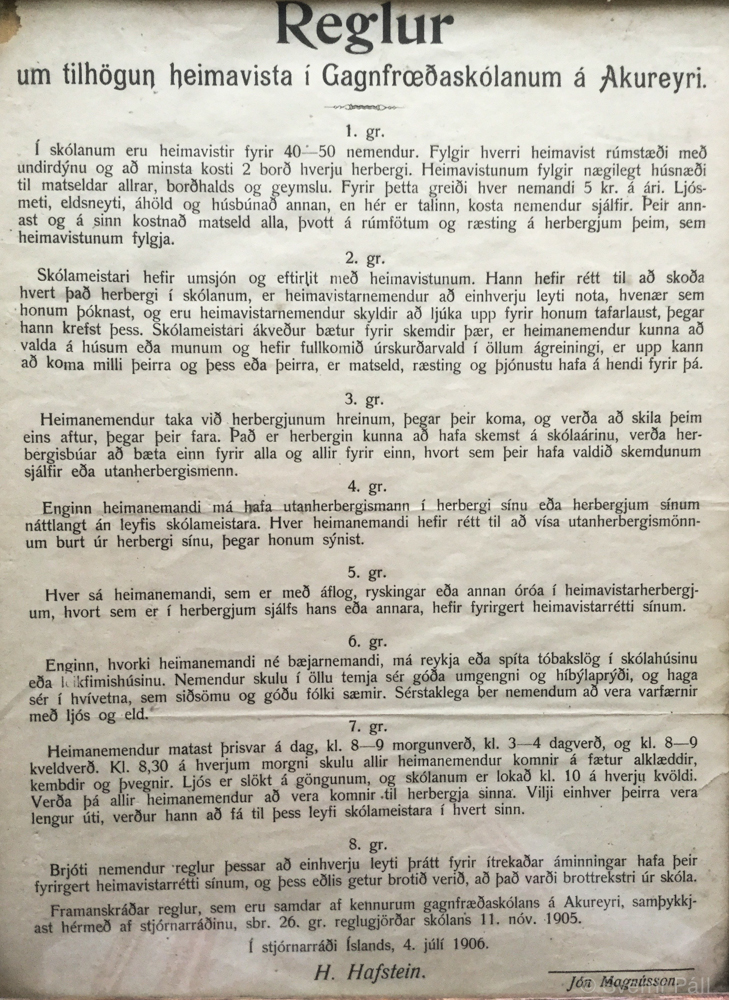 Reglur
um tilhögun heimavista í Gagnfræðaskólanum á Akureyri.
1. gr.
Í skólanum eru heimavistir fyrir 40—50 nemendur. Fylgir hverri heimavist rúmstæði með
undirdýnu og að minsta kosti 2 borð hverju herbergi. Heimavistunum fylgir nægilegt húsnæði
til matseldar allrar, borðhalds og geymslu. Fyrir þetta greiði hver nemandi 5 kr. á ári. Ljós-
meti, eldsneyti, áhöld og húsbúnað annan, en hér er talinn, kosta nemendur sjálfir. Þeir ann-
ast og á sinn kostnað matseld alla, þvott á rúmfötum og ræsting á herbergjum þeim, sem
heimavistunum fylgja.
2. gr.
Skólameistari hefir umsjón og eftirlit með heimavistunum. Hann hefir rétt til að skoða
hvert það herbergi í skólanum, er heimavistarnemendur að einhverju leyti nota, hvenær sem
honum þóknast, og eru heimavistarnemendur skyldir að ljúka upp fyrir honum tafarlaust, þegar
hann krefst þess. Skólameistari ákveður bætur fyrir skemdir þær, er heimanemendur kunna að
valda á húsum eða munum og hefir fullkomið úrskurðarvald í öllum ágreiningi, er upp kann
að koma milli þeirra og þess eða þeirra, er matseld, ræsting og þjónustu hafa á hendi fyrir þá.
3. gr.
Heimanemendur taka við herbergjunum hreinum, þegar þeir koma, og verða að skila þeim
eins aftur, þegar þeir fara. Það er herbergin kunna að hafa skemst á skólaárinu, verða her-
bergisbúar að bæta einn fyrir alla og allir fyrir einn, hvort sem þeir hafa valdið skemdunum
sjálfir eða utanherbergismenn.
4. gr.
Enginn heimanemandi má hafa utanherbergismann í herbergi sínu eða herbergjum sínum
náttlangt án leyfis skólameistara. Hver heimanemandi hefir rétt til að vísa utanherbergismönn-
um burt úr herbergi sínu, þegar honum sýnist.
5. gr.
Hver sá heimanemandi, sem er með áflog, ryskingar eða annan óróa í heimavistarherbergj-
um, hvort sem er í herbergjum sjálfs hans eða annara, hefir fyrirgert heimavistarrétti sínum.
6. gr.
Enginn, hvorki heimanemandi né bæjarnemandi, má reykja eða spíta tóbakslög í skólahúsinu
eða leikfimishúsinu. Nemendur skulu í öllu temja sér góða umgengni og híbýlaprýði, og haga
sér í hvívetna, sem siðsömu og góðu fólki sæmir. Sérstaklega ber nemendum að vera varfærnir
með ljós og eld.
7. gr.
Heimanemendur matast þrisvar á dag, kl. 8—9 morgunverð, kl. 3—4 dagverð, og kl. 8—9
kveldverð. Kl. 8,30 á hverjum morgni skulu allir heimanemendur komnir á fætur alklæddir,
kembdir og þvegnir. Ljós er slökt á göngunum, og skólanum er lokað kl. 10 á hverju kvöldi.
Verða þá allir heimanemendur að vera komnir til herbergja sinna. Vilji einhver þeirra vera
lengur úti, verður hann að fá til þess leyfi skólameistara í hvert sinn.
8. gr.
Brjóti nemendur reglur þessar að einhverju leyti þrátt fyrir ítrekaðar áminningar hafa þeir
fyrirgert heimavistarrétti sínum, og þess eðlis getur brotið verið, að það varði brottrekstri úr skóla.
Framanskráðar reglur, sem eru samdar af kennurum gagnfræðaskólans á Akureyri, samþykkj-
ast hérmeð af stjórnarráðinu, sbr. 26. gr. reglugjörðar skólans 11. nóv. 1905.
Í stjórnarráði Íslands, 4. júlí 1906.
H. Hafstein.
Jón Magnússon.
© Sverrir Páll